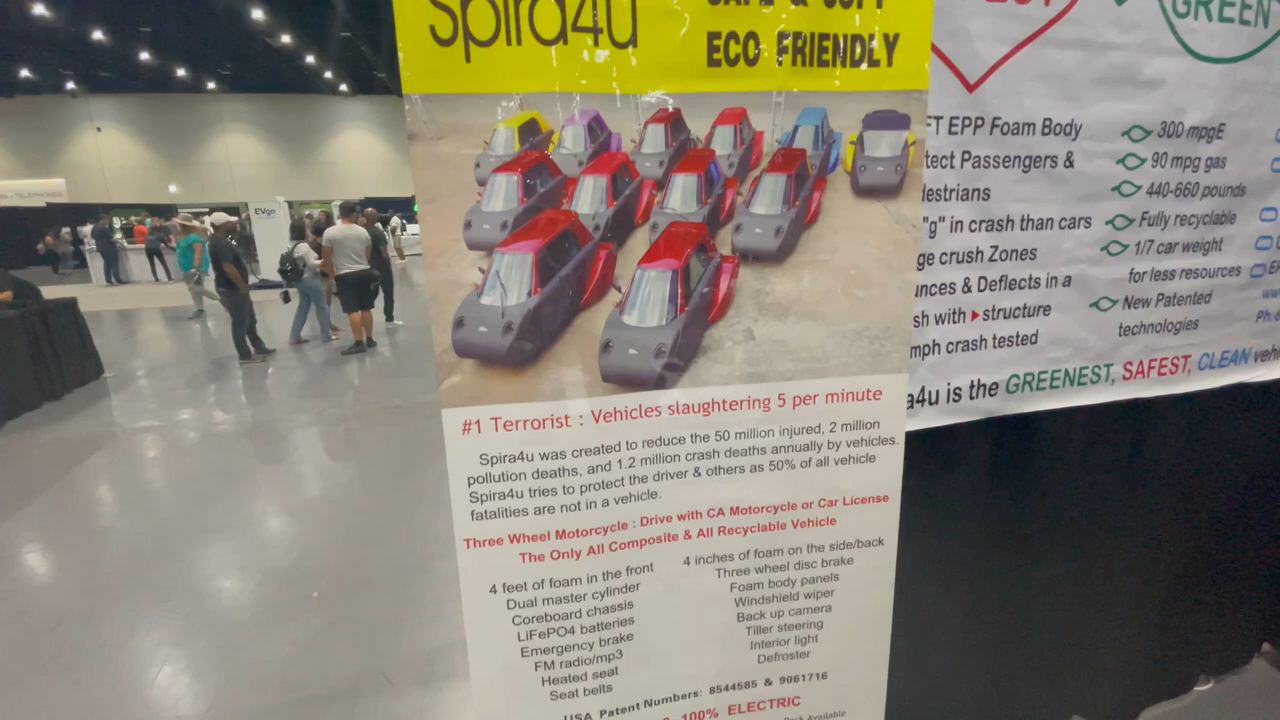 Spira4u
SAFE & SOFT
ECO FRIENDLY
#1 Terrorist : Vehicles slaughtering 5 per minute
Spira4u was created to reduce the 50 million injured, 2 million
pollution deaths, and 1.2 million crash deaths annually by vehicles.
Spira4u tries to protect the driver & others as 50% of all vehicle
fatalities are not in a vehicle.
Three Wheel Motorcycle : Drive with CA Motorcycle or Car License
The Only All Composite & All Recyclable Vehicle
4 feet of foam in the front
Dual master cylinder
Coreboard chassis
LiFePO4 batteries
Emergency brake
FM radio/mp3
Heated seat
Seat belts
4 inches of foam on the side/back
Three wheel disc brake
Foam body panels
Windshield wiper
Back up camera
Tiller steering
Interior light
Defroster
USA Patent Numbers: 8544585 & 9061716
100% ELECTRIC
Available
GREEN
FT EPP Foam Body
tect Passengers &
destrians
"g" in crash than cars
ge crush Zones
unces & Deflects in a
sh with structure
mph crash tested
300 mpgE
90 mpg gas
440-660 pounds
Fully recyclable
1/7 car weight
for less resources
New Patented
technologies
Ph:
a4u is the GREENEST, SAFEST, CLEAN vehi
EVgo
TELEPHONES